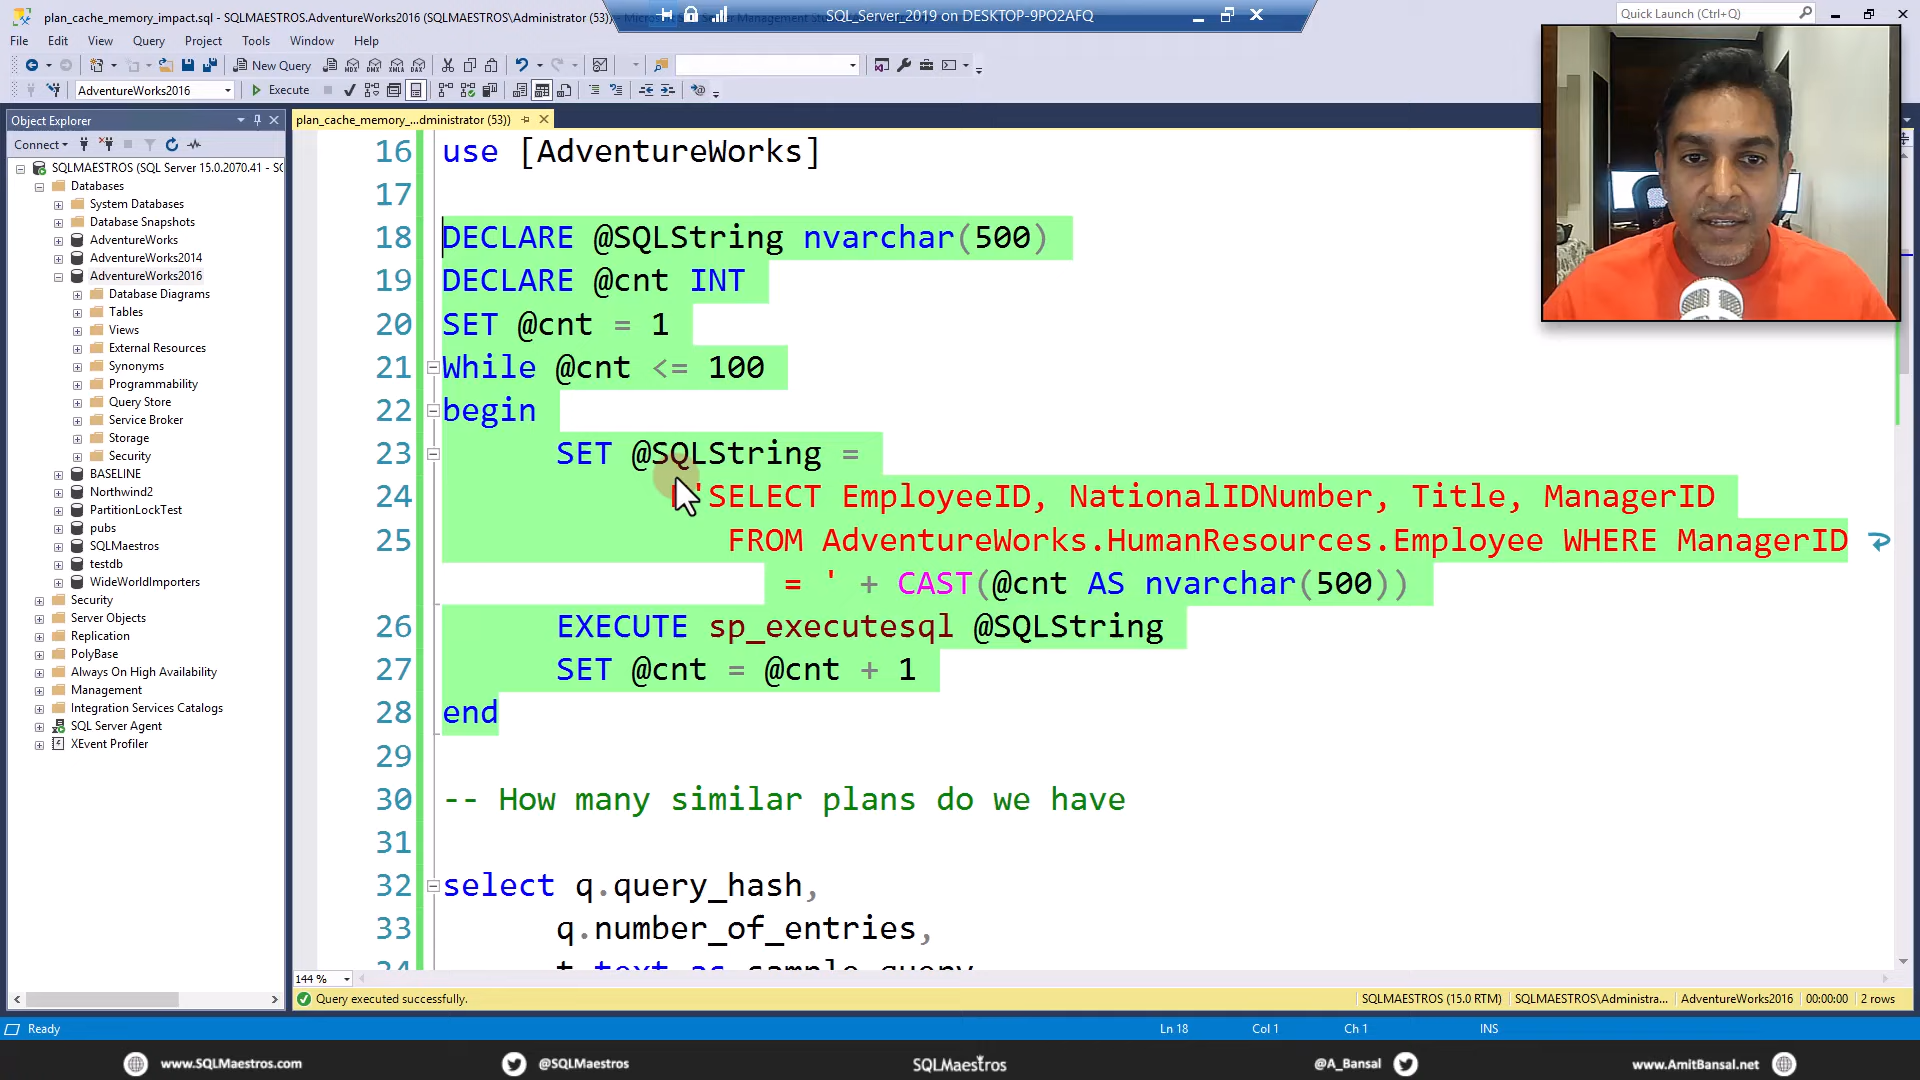 plan_cache_memory_impact.sql - SQLMAESTROS.AdventureWorks2016 (SQLMAESTROS\Administrator (53))
SQL_Server_2019 on DESKTOP-9PO2AFQ
Quick Launch (Ctrl+Q)
File Edit View Query Project Tools Window Help
New Query
AdventureWorks2016
Execute
Object Explorer
plan_cache_memory_...dministrator (53))
Connect
SQLMAESTROS (SQL Server 15.0.2070.41 - SQ
Databases
System Databases
Database Snapshots
AdventureWorks
AdventureWorks2014
AdventureWorks2016
Database Diagrams
Tables
Views
External Resources
Synonyms
Programmability
Query Store
Service Broker
Storage
Security
BASELINE
Northwind2
PartitionLockTest
pubs
SQLMaestros
testdb
WideWorldImporters
Security
Server Objects
Replication
PolyBase
Always On High Availability
Management
Integration Services Catalogs
SQL Server Agent
XEvent Profiler
16 use [AdventureWorks]
17
18 DECLARE @SQLString nvarchar(500)
19 DECLARE @cnt INT
20 SET @cnt = 1
21 While @cnt <= 100
22 begin
23 SET @SQLString =
24 'SELECT EmployeeID, NationalIDNumber, Title, ManagerID
25 FROM AdventureWorks.HumanResources.Employee WHERE ManagerID
= ' + CAST(@cnt AS nvarchar(500))
26 EXECUTE sp_executesql @SQLString
27 SET @cnt = @cnt + 1
28 end
29
30 -- How many similar plans do we have
31
32 select q.query_hash,
33 q.number_of_entries,
34 t.text as sample_query
144 %
Query executed successfully.
SQLMAESTROS (15.0 RTM) SQLMAESTROS\Administra... AdventureWorks2016 00:00:00 2 rows
Ready
Ln 18 Col 1 Ch 1 INS
www.SQLMaestros.com @SQLMaestros SQLMaestros @A_Bansal www.AmitBansal.net